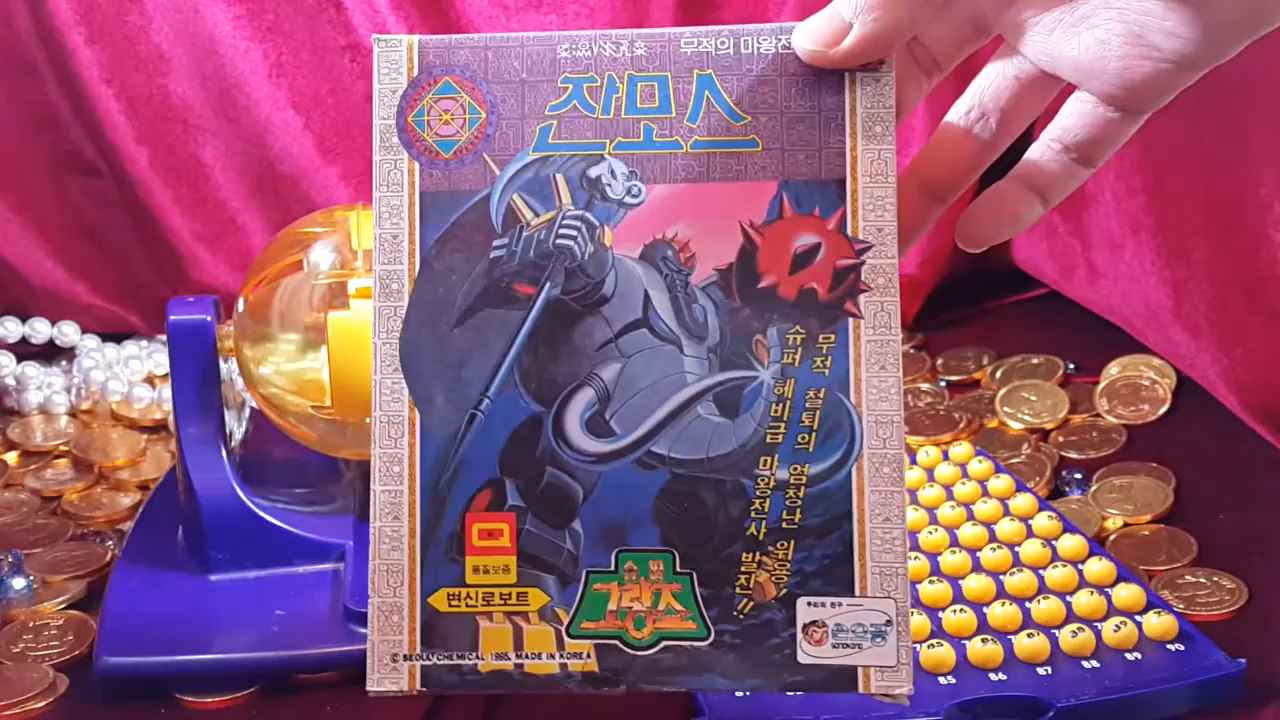 무적의 마왕전
잔모스
무적 철퇴의 엄청난 위용!
슈퍼 헤비급 마왕전사 발진!!
Q
품질보증
변신로보트
슈퍼
그랑죠
우리의 친구
손오공
sonokong
© SEOUL CHEMICAL 1995. MADE IN KOREA
85 86 87 88 89 90